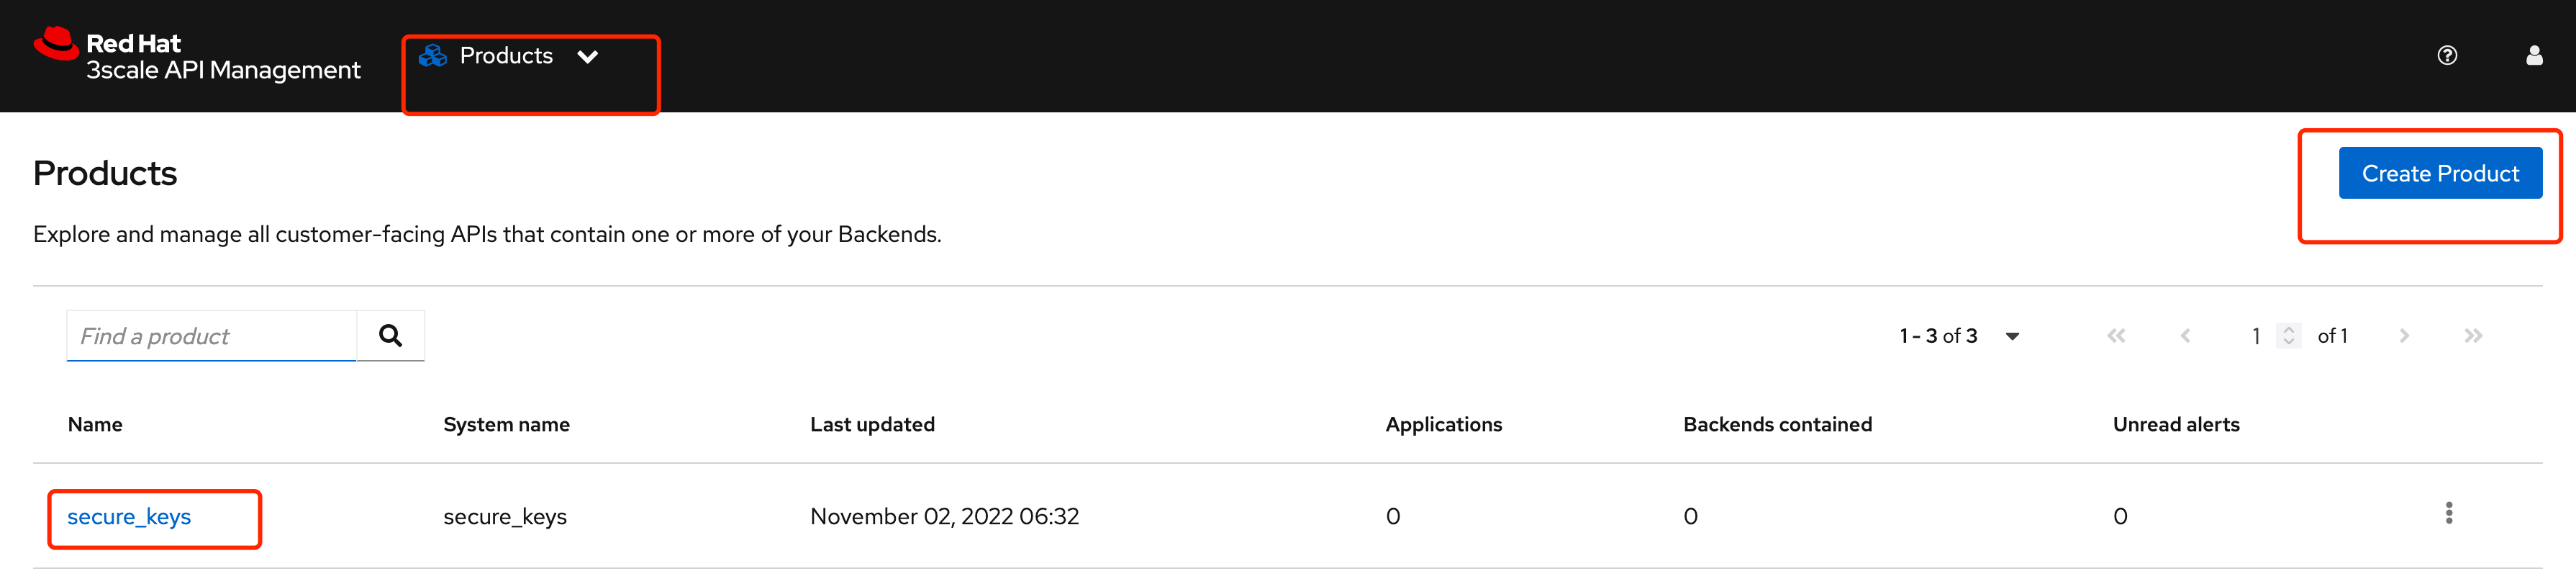 Red Hat
3scale API Management
Products
Products
Create Product
Explore and manage all customer-facing APIs that contain one or more of your Backends.
Find a product
1 - 3 of 3
1 of 1
Name System name Last updated Applications Backends contained Unread alerts
secure_keys secure_keys November 02, 2022 06:32 0 0 0